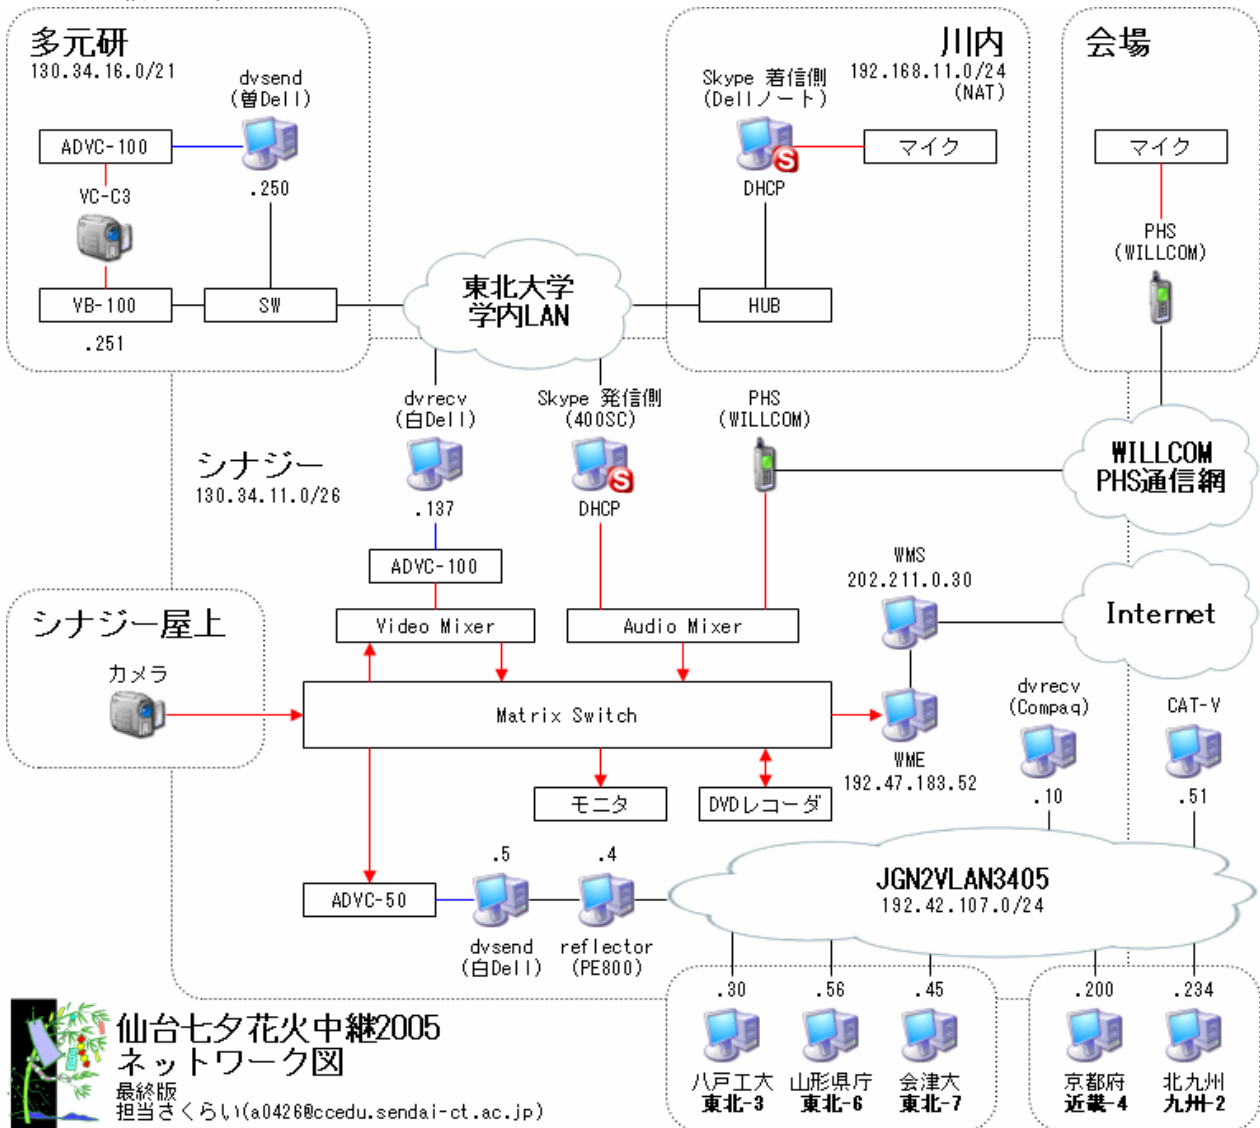 多元研
130.34.16.0/21
dvsend
(曽Dell)
ADVC-100
.250
VC-C3
VB-100
.251
SW
東北大学
学内LAN
川内
192.168.11.0/24
(NAT)
Skype 着信側
(Dellノート)
マイク
DHCP
HUB
会場
マイク
PHS
(WILLCOM)
シナジー
130.34.11.0/26
dvrecv
(白Dell)
.137
ADVC-100
Skype 発信側
(400SC)
DHCP
PHS
(WILLCOM)
WILLCOM
PHS通信網
Video Mixer
Audio Mixer
WMS
202.211.0.30
Internet
シナジー屋上
カメラ
Matrix Switch
WME
192.47.183.52
dvrecv
(Compaq)
.10
CAT-V
.51
モニタ
DVDレコーダ
ADVC-50
.5
dvsend
(白Dell)
.4
reflector
(PE800)
JGN2VLAN3405
192.42.107.0/24
.30
八戸工大
東北-3
.56
山形県庁
東北-6
.45
会津大
東北-7
.200
京都府
近畿-4
.234
北九州
九州-2
仙台七夕花火中継2005
ネットワーク図
最終版
担当さくらい(a0426@ccedu.sendai-ct.ac.jp)